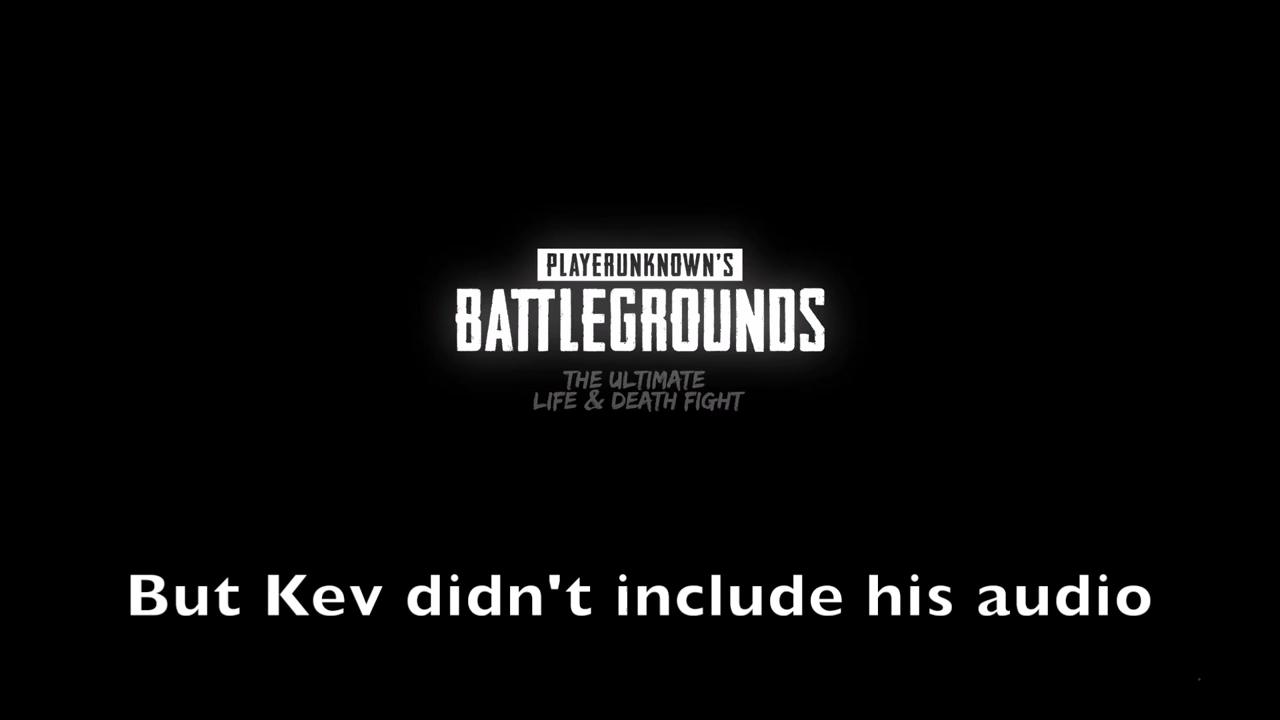 PLAYERUNKNOWN'S
BATTLEGROUNDS
THE ULTIMATE
LIFE & DEATH FIGHT
But Kev didn't include his audio